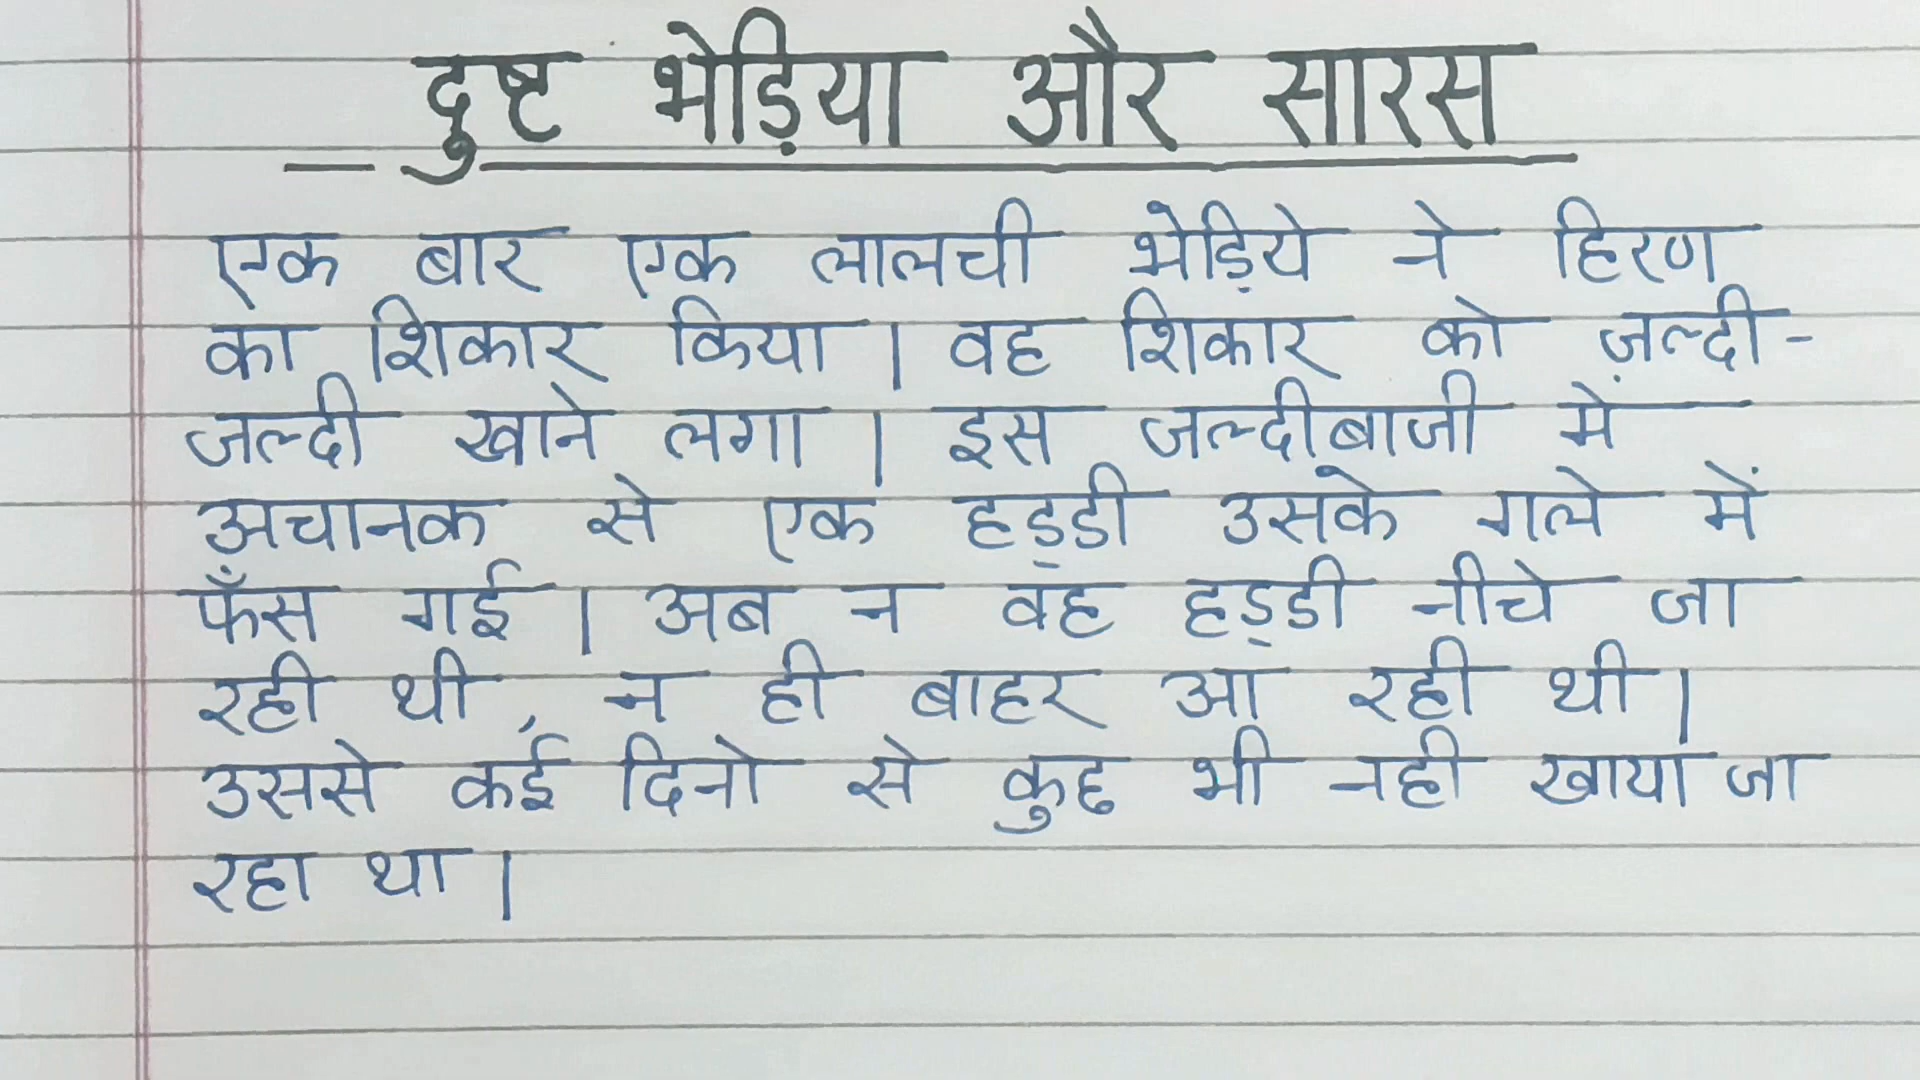 दुष्ट भेड़िया और सारस
एक बार एक लालची भेड़िये ने हिरण
का शिकार किया । वह शिकार को ज़ल्दी -
जल्दी खाने लगा । इस जल्दीबाजी में
अचानक से एक हड्डी उसके गले में
फँस गई । अब न वह हड्डी नीचे जा
रही थी , न ही बाहर आ रही थी ।
उससे कई दिनो से कुछ भी नही खाया जा
रहा था ।